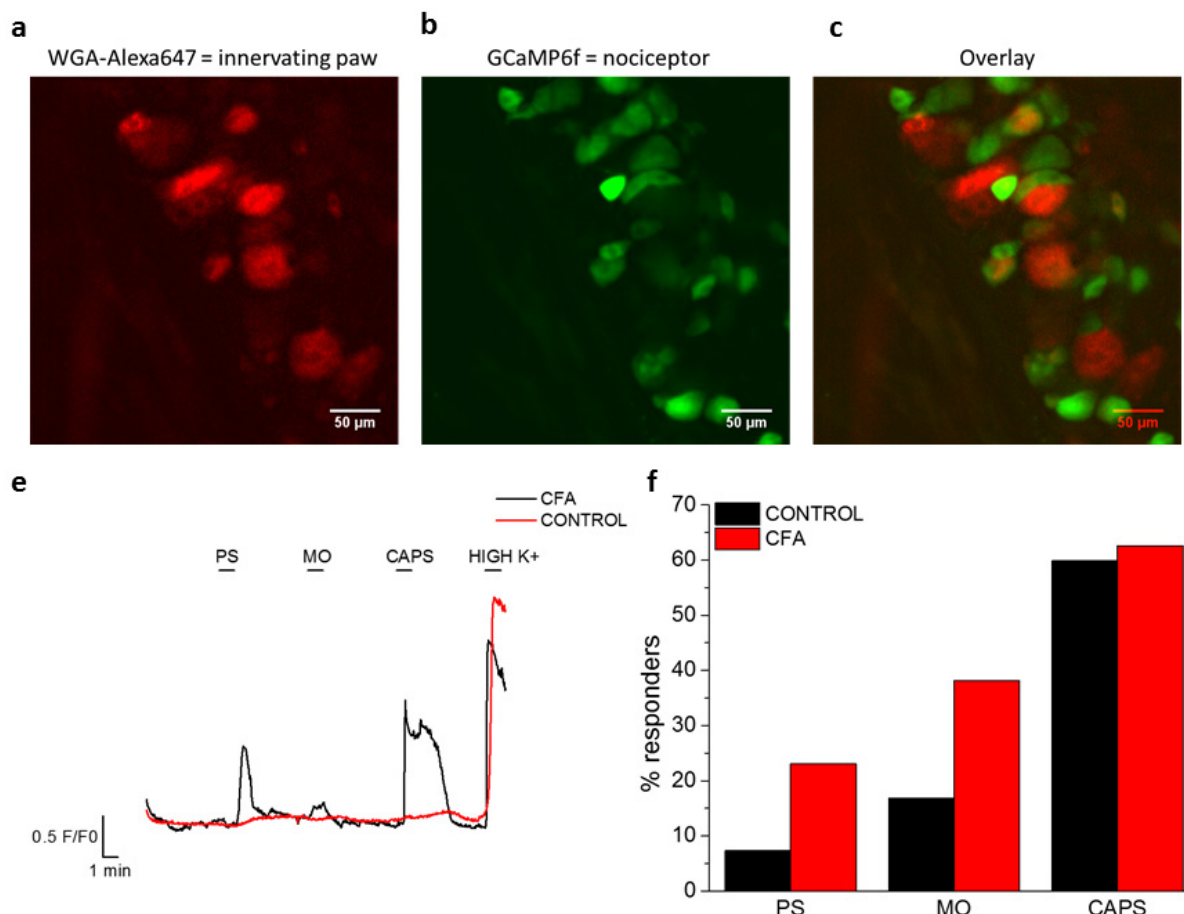 a
WGA-Alexa647 = innervating paw
b
GCaMP6f = nociceptor
c
Overlay
50 µm
50 µm
50 µm
e
CFA
CONTROL
PS
MO
CAPS
HIGH K+
0.5 F/F0
1 min
f
CONTROL
CFA
% responders
70
60
50
40
30
20
10
0
PS
MO
CAPS